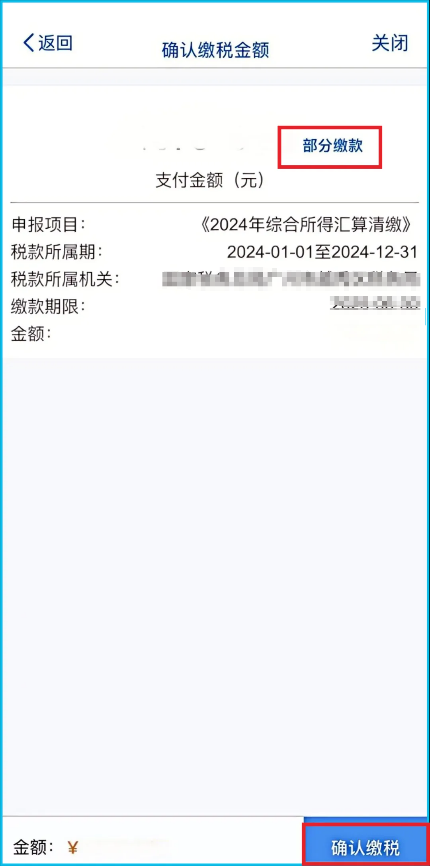 返回
确认缴税金额
关闭
部分缴款
支付金额（元）
申报项目： 《2024年综合所得汇算清缴》
税款所属期： 2024-01-01至2024-12-31
税款所属机关：
缴款期限：
金额：
金额：￥
确认缴税